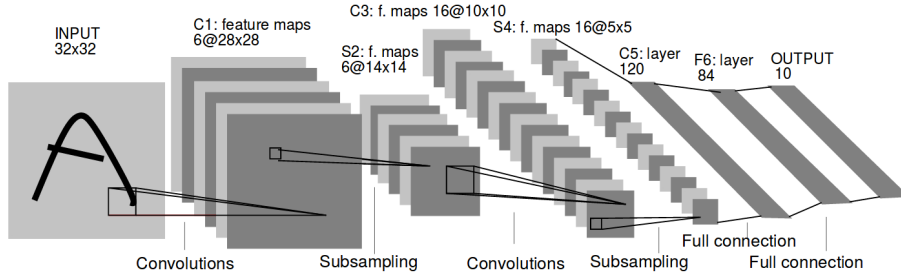 INPUT
32x32
C1: feature maps
6@28x28
S2: f. maps
6@14x14
C3: f. maps 16@10x10
S4: f. maps 16@5x5
C5: layer
120
F6: layer
84
OUTPUT
10
Convolutions
Subsampling
Convolutions
Subsampling
Full connection
Full connection